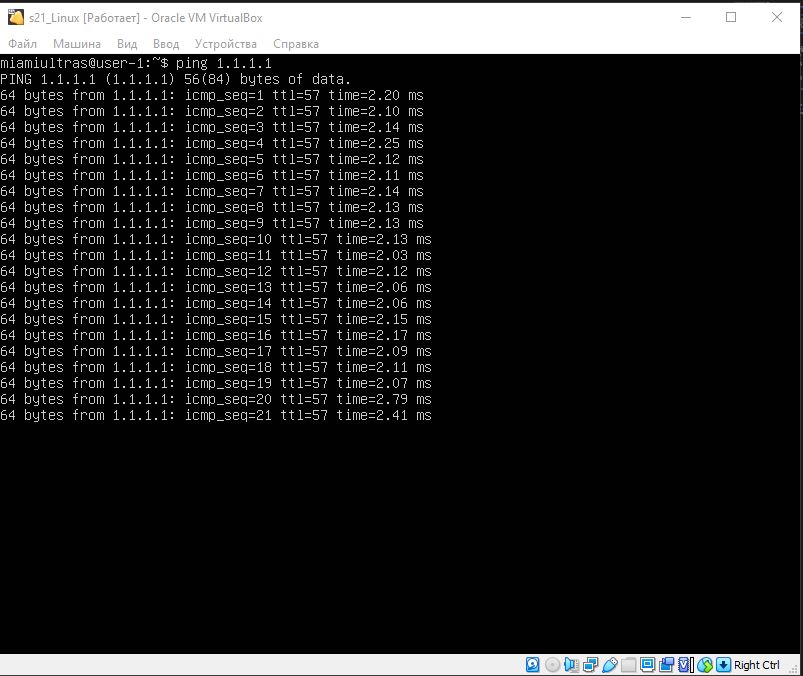 s21_Linux [Работает] - Oracle VM VirtualBox
Файл Машина Вид Ввод Устройства Справка
miamiultras@user-1:~$ ping 1.1.1.1
PING 1.1.1.1 (1.1.1.1) 56(84) bytes of data.
64 bytes from 1.1.1.1: icmp_seq=1 ttl=57 time=2.20 ms
64 bytes from 1.1.1.1: icmp_seq=2 ttl=57 time=2.10 ms
64 bytes from 1.1.1.1: icmp_seq=3 ttl=57 time=2.14 ms
64 bytes from 1.1.1.1: icmp_seq=4 ttl=57 time=2.25 ms
64 bytes from 1.1.1.1: icmp_seq=5 ttl=57 time=2.12 ms
64 bytes from 1.1.1.1: icmp_seq=6 ttl=57 time=2.11 ms
64 bytes from 1.1.1.1: icmp_seq=7 ttl=57 time=2.14 ms
64 bytes from 1.1.1.1: icmp_seq=8 ttl=57 time=2.13 ms
64 bytes from 1.1.1.1: icmp_seq=9 ttl=57 time=2.13 ms
64 bytes from 1.1.1.1: icmp_seq=10 ttl=57 time=2.13 ms
64 bytes from 1.1.1.1: icmp_seq=11 ttl=57 time=2.03 ms
64 bytes from 1.1.1.1: icmp_seq=12 ttl=57 time=2.12 ms
64 bytes from 1.1.1.1: icmp_seq=13 ttl=57 time=2.06 ms
64 bytes from 1.1.1.1: icmp_seq=14 ttl=57 time=2.06 ms
64 bytes from 1.1.1.1: icmp_seq=15 ttl=57 time=2.15 ms
64 bytes from 1.1.1.1: icmp_seq=16 ttl=57 time=2.17 ms
64 bytes from 1.1.1.1: icmp_seq=17 ttl=57 time=2.09 ms
64 bytes from 1.1.1.1: icmp_seq=18 ttl=57 time=2.11 ms
64 bytes from 1.1.1.1: icmp_seq=19 ttl=57 time=2.07 ms
64 bytes from 1.1.1.1: icmp_seq=20 ttl=57 time=2.79 ms
64 bytes from 1.1.1.1: icmp_seq=21 ttl=57 time=2.41 ms
Right Ctrl